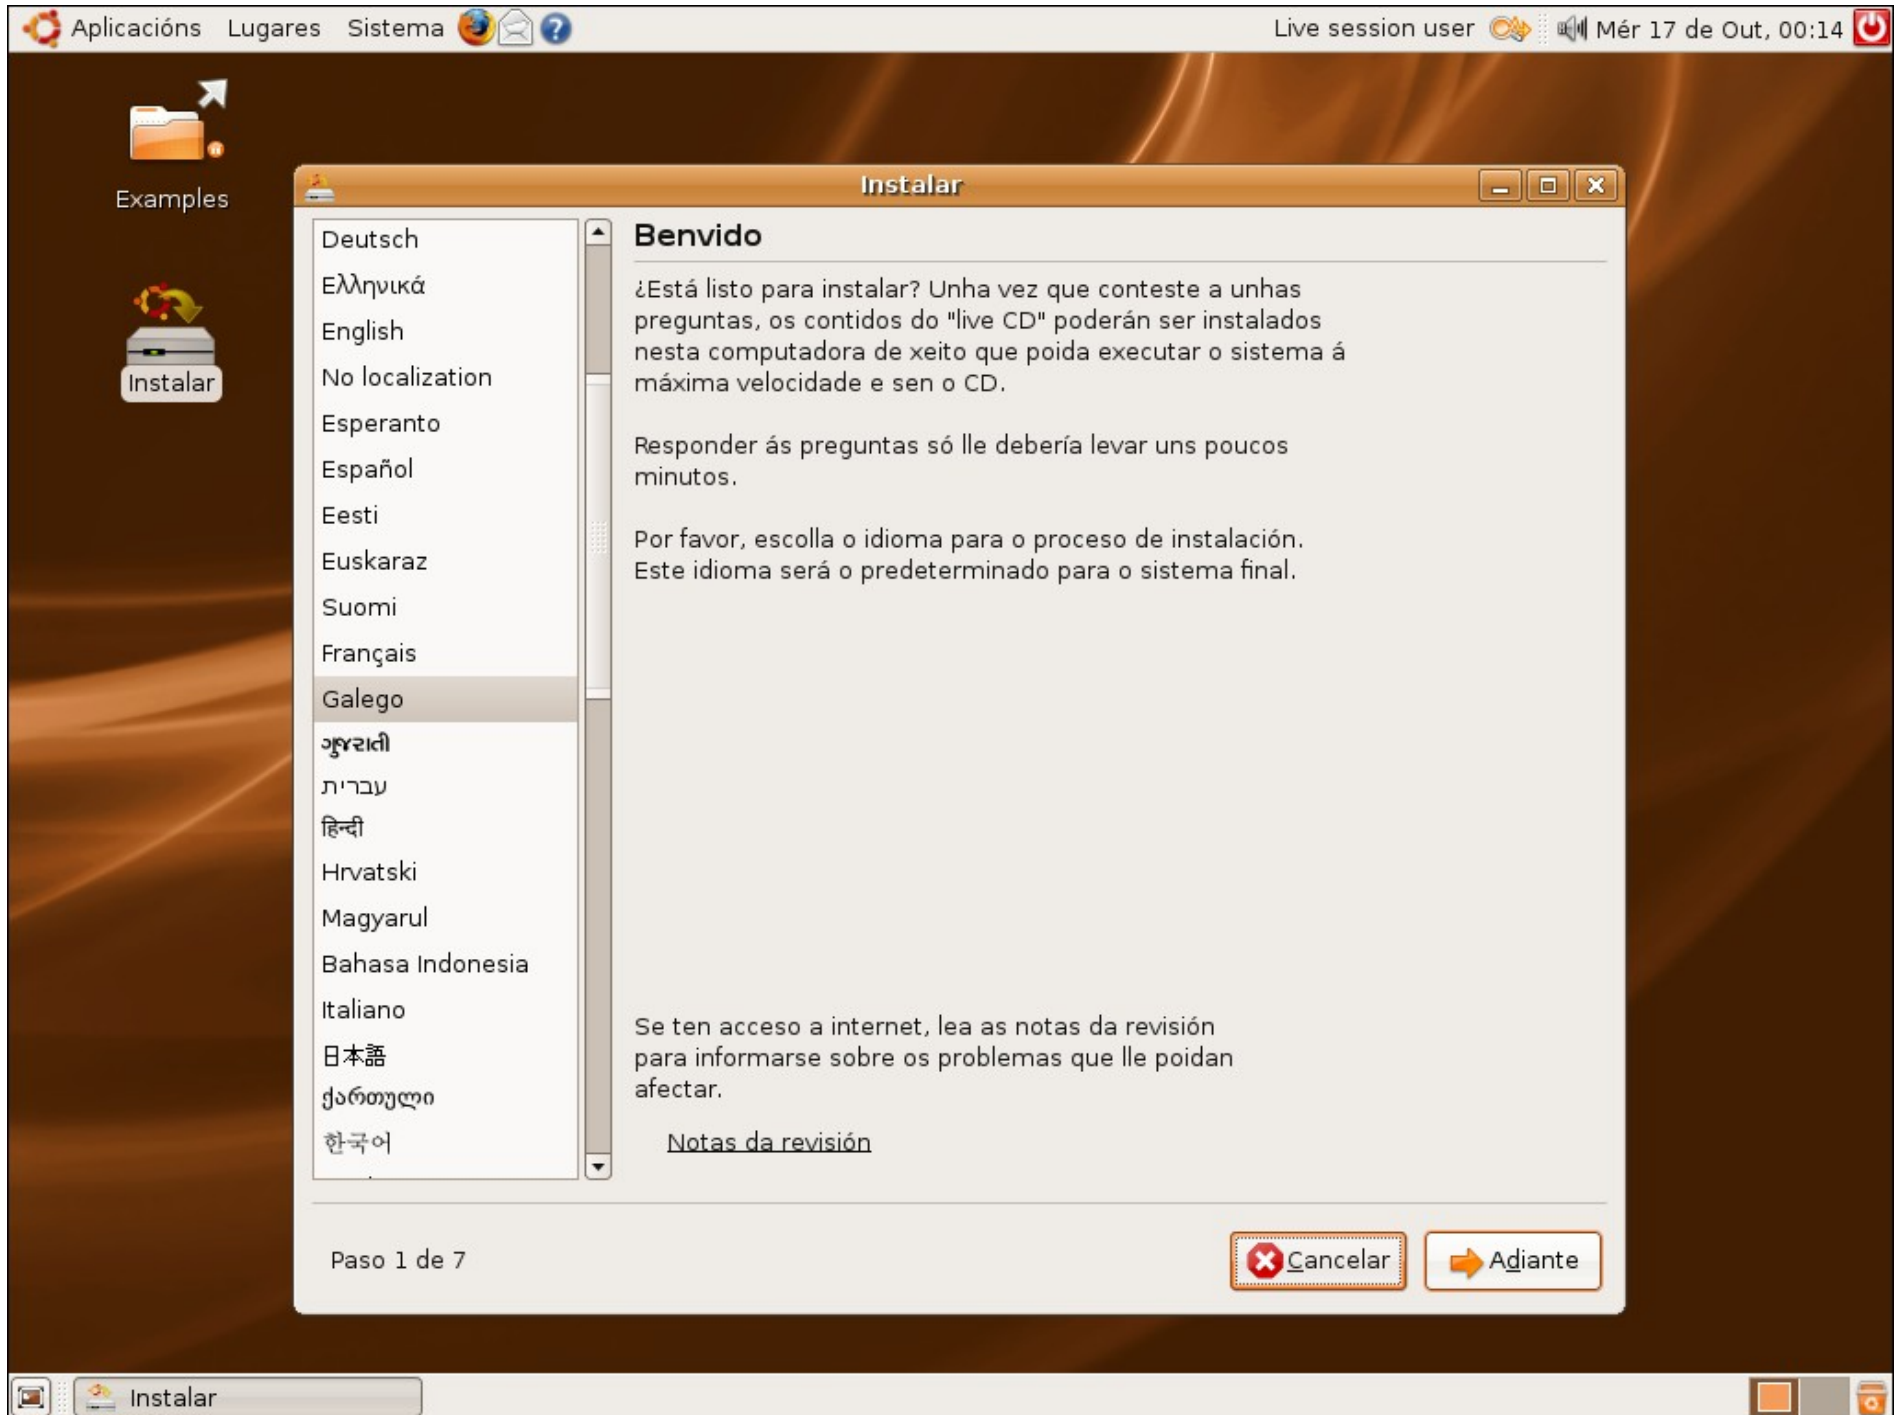 Aplicacións Lugares Sistema
Live session user Mér 17 de Out, 00:14
Examples
Instalar
Instalar
Deutsch
Ελληνικά
English
No localization
Esperanto
Español
Eesti
Euskaraz
Suomi
Français
Galego
ગુજરાતી
עברית
हिन्दी
Hrvatski
Magyarul
Bahasa Indonesia
Italiano
日本語
ქართული
한국어
Benvido
¿Está listo para instalar? Unha vez que conteste a unhas
preguntas, os contidos do "live CD" poderán ser instalados
nesta computadora de xeito que poida executar o sistema á
máxima velocidade e sen o CD.
Responder ás preguntas só lle debería levar uns poucos
minutos.
Por favor, escolla o idioma para o proceso de instalación.
Este idioma será o predeterminado para o sistema final.
Se ten acceso a internet, lea as notas da revisión
para informarse sobre os problemas que lle poidan
afectar.
Notas da revisión
Paso 1 de 7
Cancelar
Adiante
Instalar